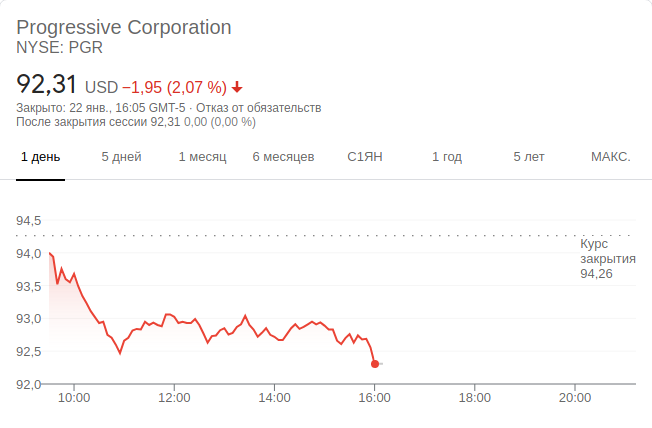 Progressive Corporation
NYSE: PGR
92,31 USD −1,95 (2,07 %)
Закрыто: 22 янв., 16:05 GMT-5 · Отказ от обязательств
После закрытия сессии 92,31 0,00 (0,00 %)
1 день 5 дней 1 месяц 6 месяцев С1ЯН 1 год 5 лет МАКС.
94,5
Курс
закрытия
94,26
94,0
93,5
93,0
92,5
92,0
10:00 12:00 14:00 16:00 18:00 20:00